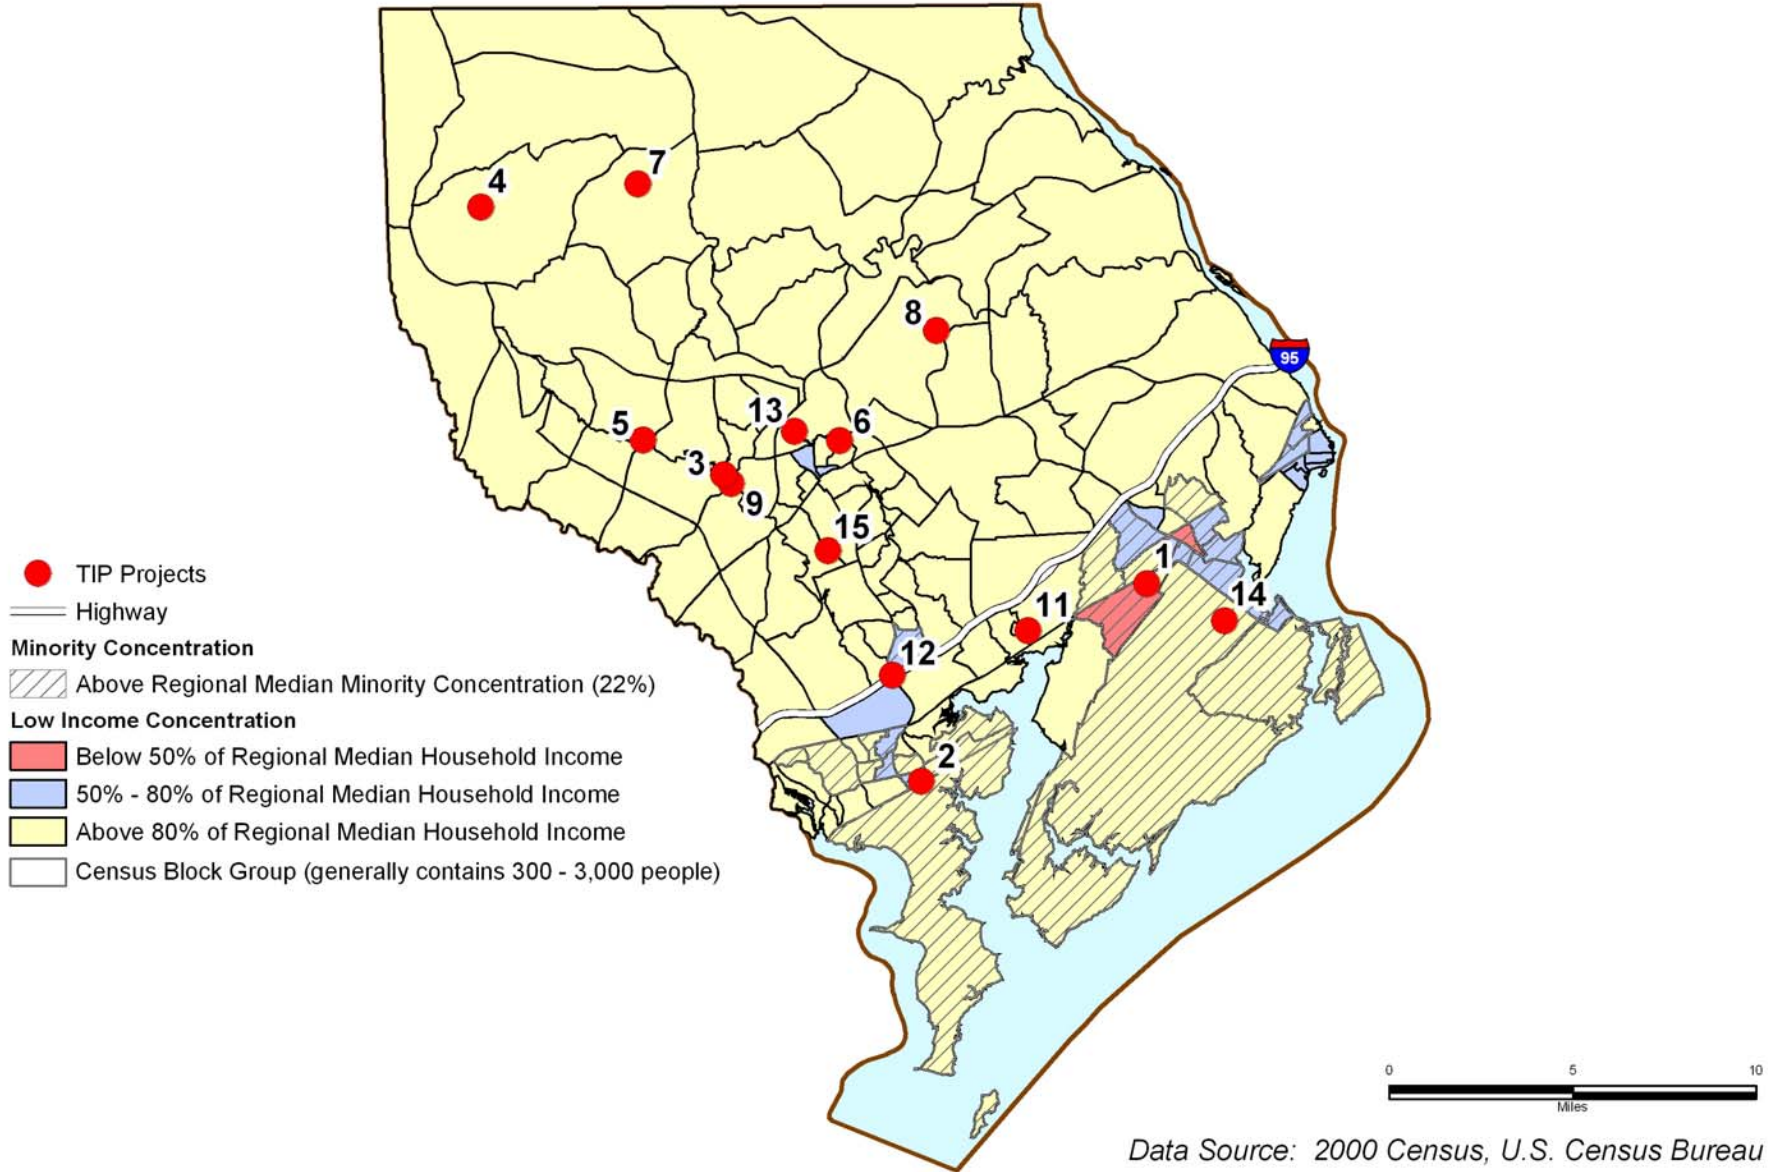 4
7
8
95
5
13
6
3
9
15
1
14
11
12
2
TIP Projects
Highway
Minority Concentration
Above Regional Median Minority Concentration (22%)
Low Income Concentration
Below 50% of Regional Median Household Income
50% - 80% of Regional Median Household Income
Above 80% of Regional Median Household Income
Census Block Group (generally contains 300 - 3,000 people)
0 5 10
Miles
Data Source: 2000 Census, U.S. Census Bureau